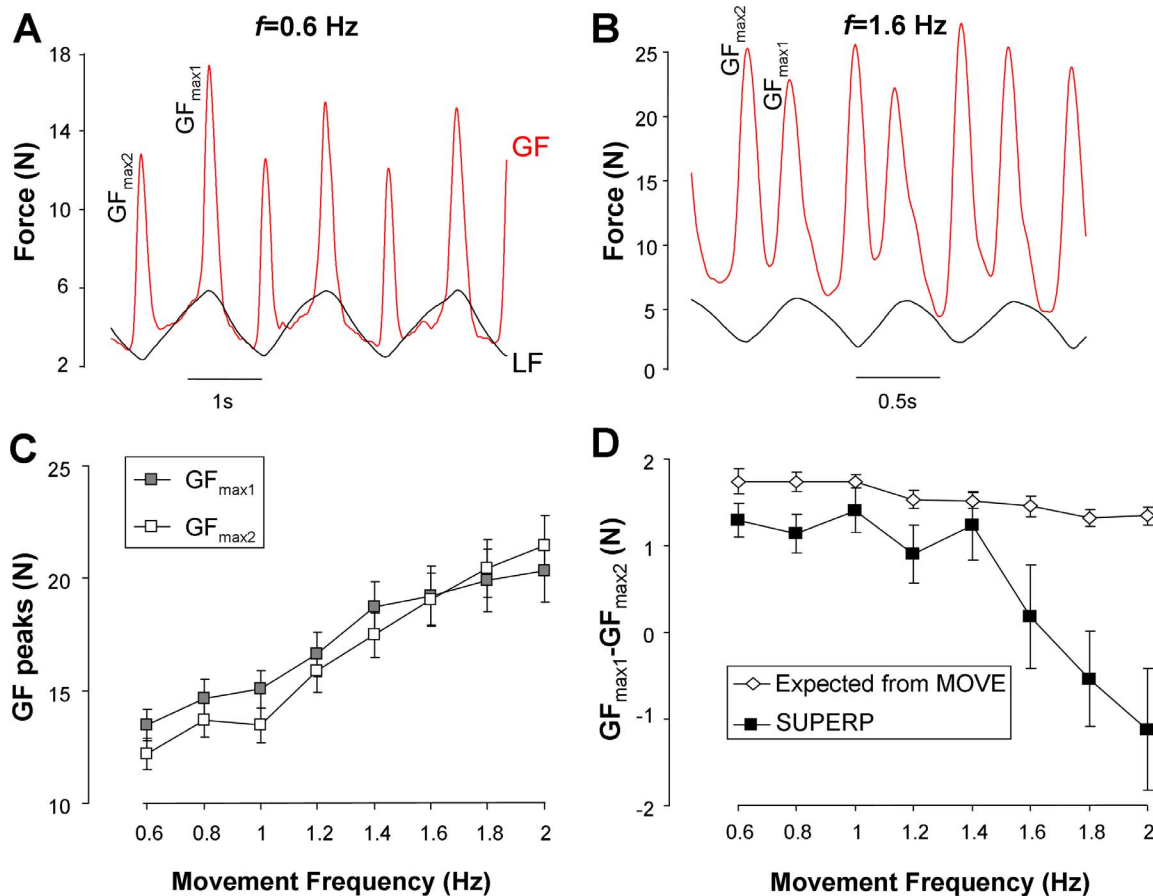 A
f=0.6 Hz
18
14
10
6
2
Force (N)
GFmax2
GFmax1
GF
LF
1s
B
f=1.6 Hz
25
20
15
10
5
0
Force (N)
GFmax2
GFmax1
0.5s
C
25
20
15
10
GF peaks (N)
GFmax1
GFmax2
0.6 0.8 1 1.2 1.4 1.6 1.8 2
Movement Frequency (Hz)
D
2
1
0
-1
-2
GFmax1-GFmax2 (N)
Expected from MOVE
SUPERP
0.6 0.8 1 1.2 1.4 1.6 1.8 2
Movement Frequency (Hz)